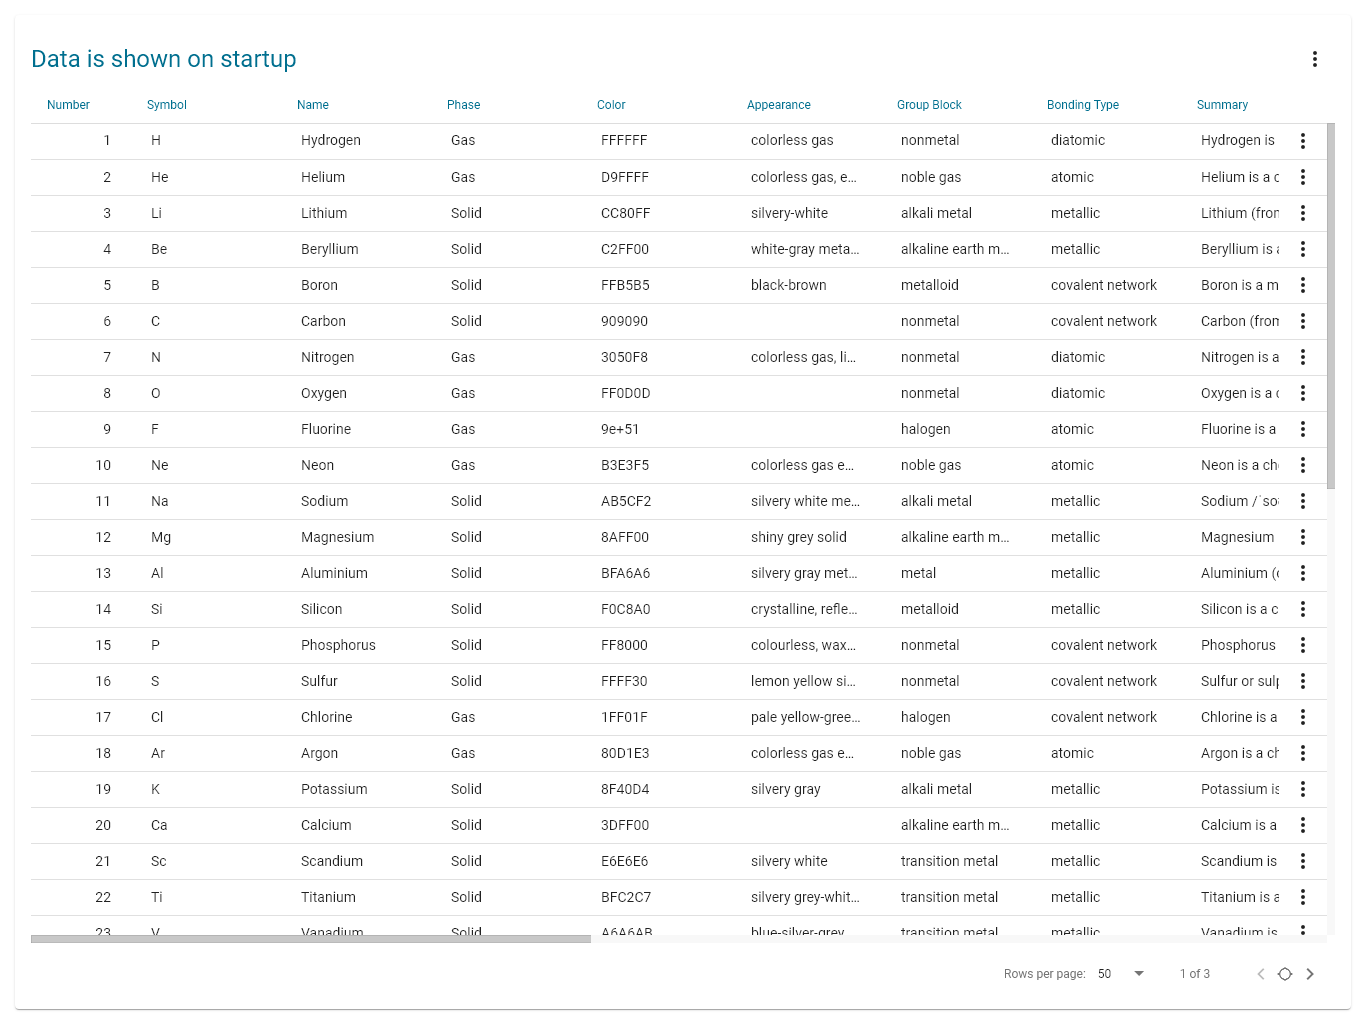 Data is shown on startup
Number Symbol Name Phase Color Appearance Group Block Bonding Type Summary
1 H Hydrogen Gas FFFFFF colorless gas nonmetal diatomic Hydrogen is
2 He Helium Gas D9FFFF colorless gas, e... noble gas atomic Helium is a c
3 Li Lithium Solid CC80FF silvery-white alkali metal metallic Lithium (fron
4 Be Beryllium Solid C2FF00 white-gray meta... alkaline earth m... metallic Beryllium is a
5 B Boron Solid FFB5B5 black-brown metalloid covalent network Boron is a m
6 C Carbon Solid 909090 nonmetal covalent network Carbon (from
7 N Nitrogen Gas 3050F8 colorless gas, li... nonmetal diatomic Nitrogen is a
8 O Oxygen Gas FF0D0D nonmetal diatomic Oxygen is a c
9 F Fluorine Gas 9e+51 halogen atomic Fluorine is a
10 Ne Neon Gas B3E3F5 colorless gas e... noble gas atomic Neon is a ch
11 Na Sodium Solid AB5CF2 silvery white me... alkali metal metallic Sodium /ˈso
12 Mg Magnesium Solid 8AFF00 shiny grey solid alkaline earth m... metallic Magnesium
13 Al Aluminium Solid BFA6A6 silvery gray met... metal metallic Aluminium (
14 Si Silicon Solid F0C8A0 crystalline, refle... metalloid metallic Silicon is a c
15 P Phosphorus Solid FF8000 colourless, wax... nonmetal covalent network Phosphorus
16 S Sulfur Solid FFFF30 lemon yellow si... nonmetal covalent network Sulfur or sulp
17 Cl Chlorine Gas 1FF01F pale yellow-gree... halogen covalent network Chlorine is a
18 Ar Argon Gas 80D1E3 colorless gas e... noble gas atomic Argon is a ch
19 K Potassium Solid 8F40D4 silvery gray alkali metal metallic Potassium is
20 Ca Calcium Solid 3DFF00 alkaline earth m... metallic Calcium is a
21 Sc Scandium Solid E6E6E6 silvery white transition metal metallic Scandium is
22 Ti Titanium Solid BFC2C7 silvery grey-whit... transition metal metallic Titanium is a
23 V Vanadium Solid A6A6AB blue-silver-grey transition metal metallic Vanadium is
Rows per page: 50 1 of 3